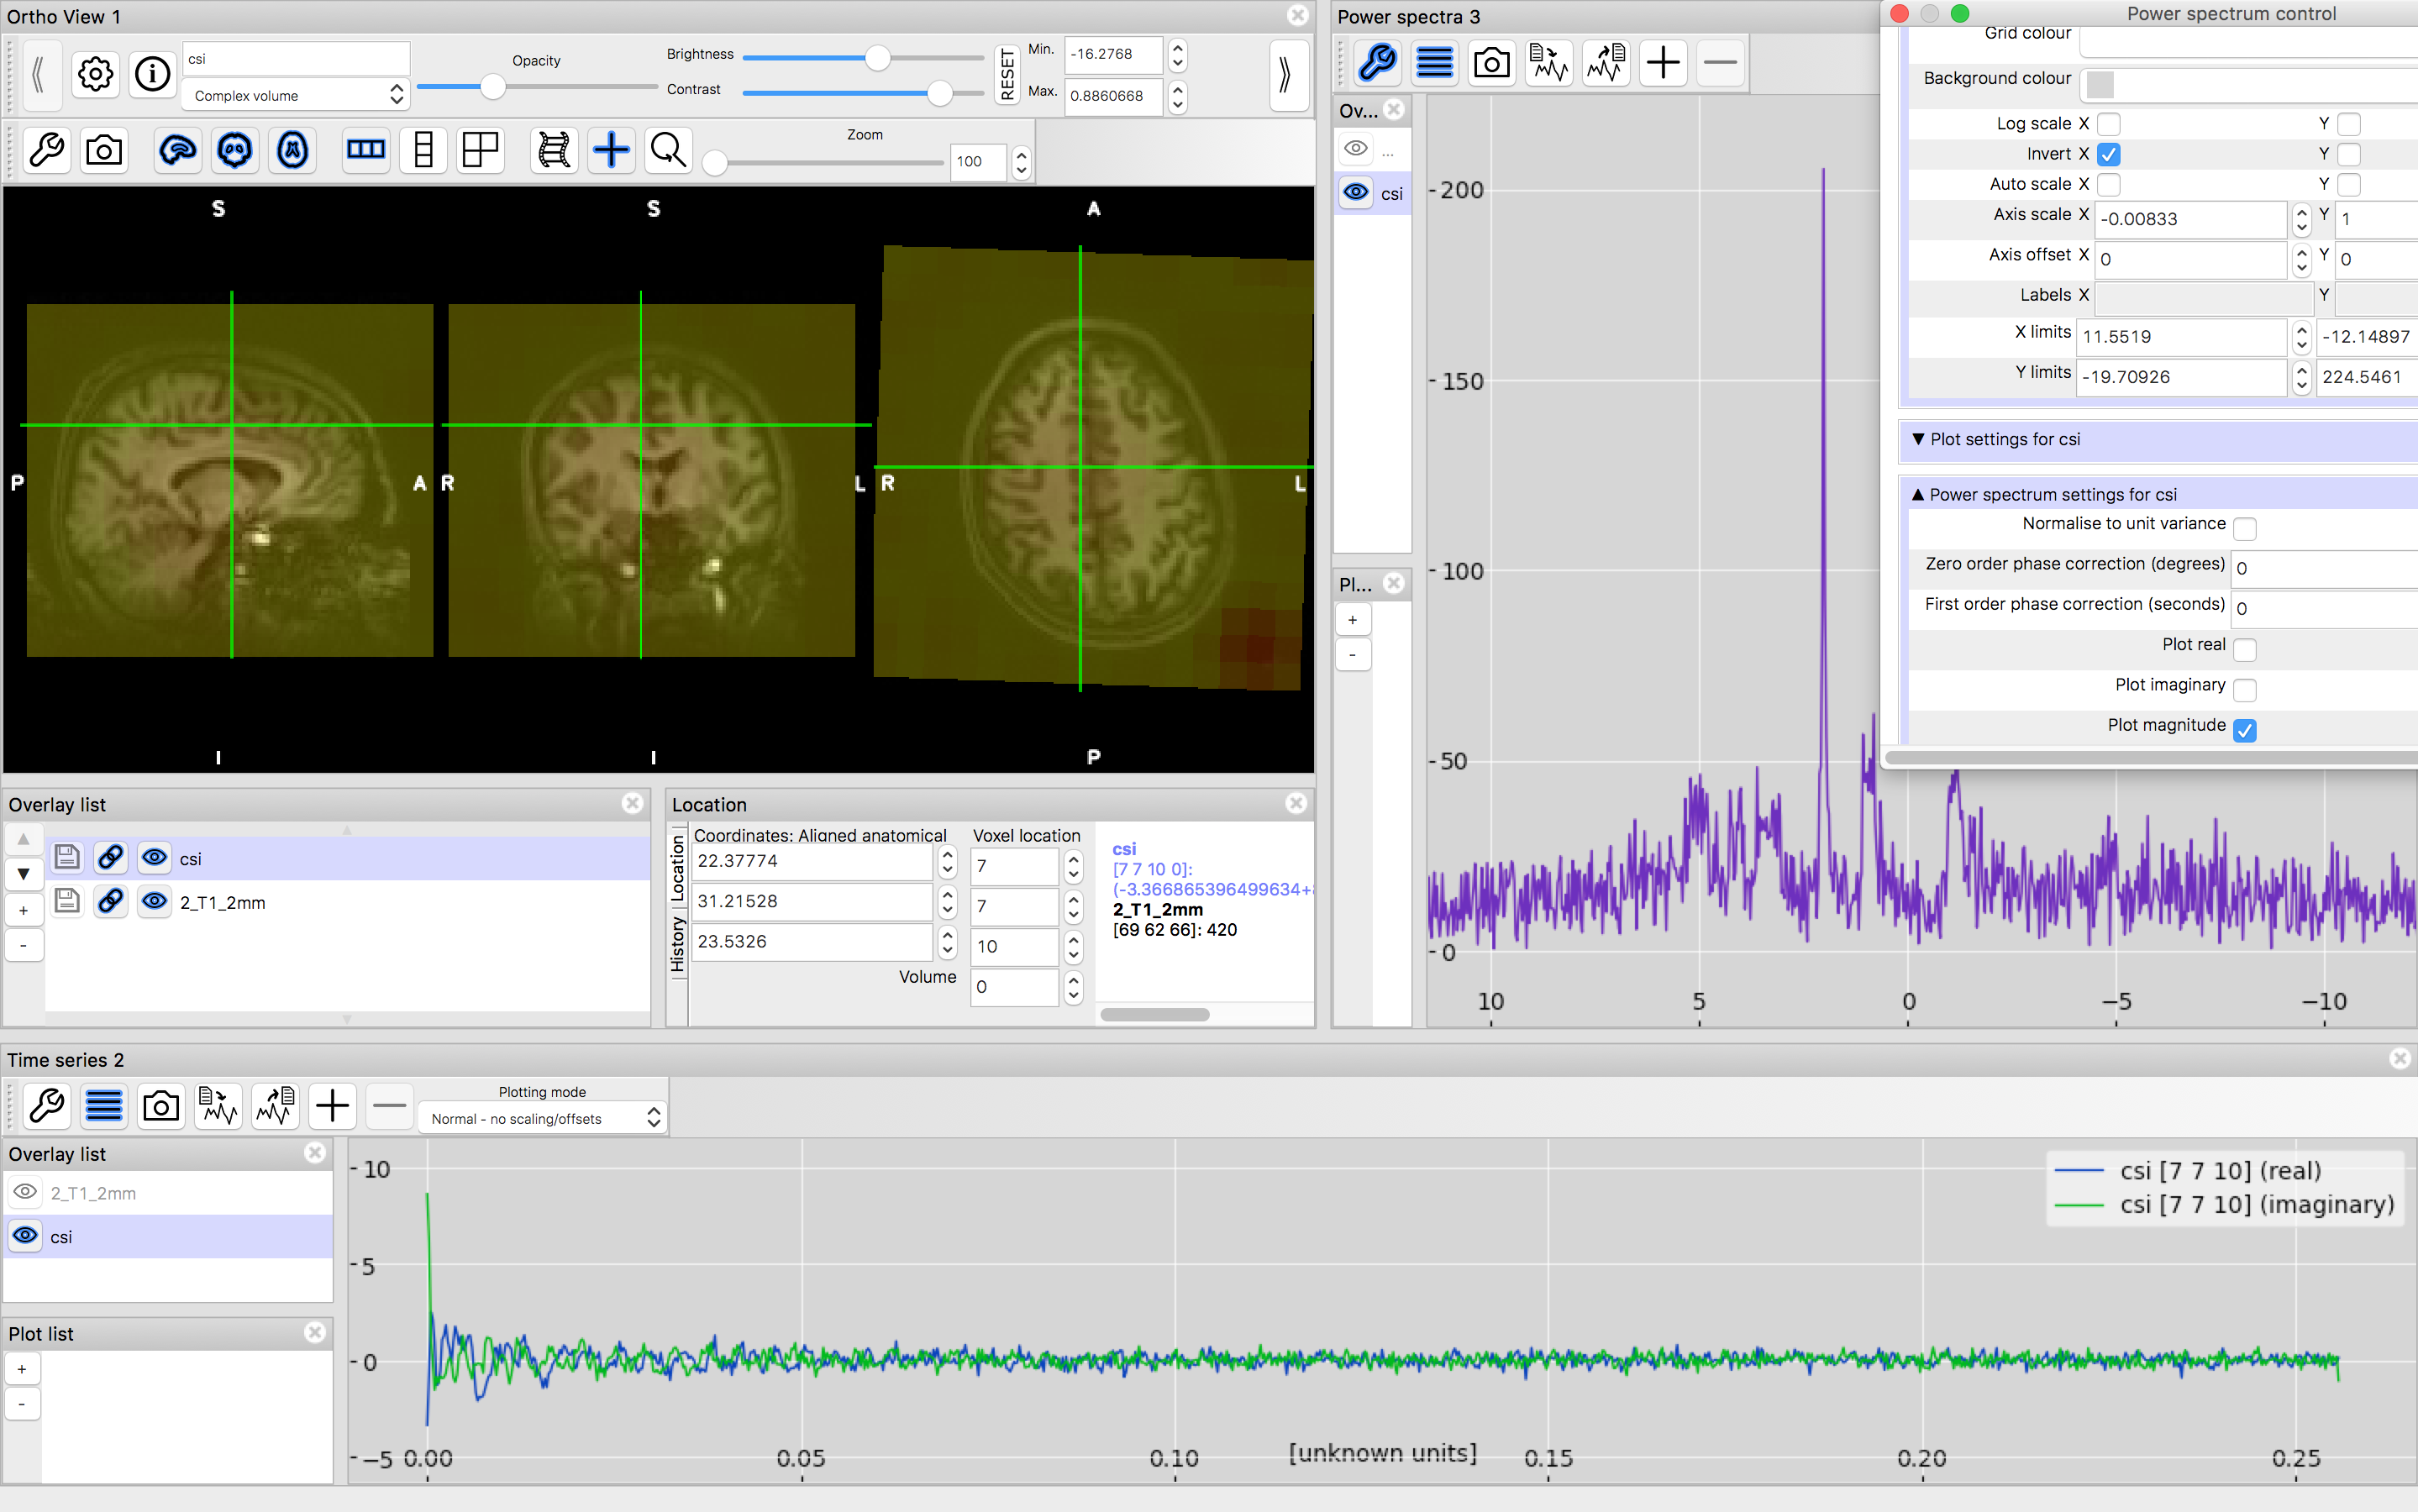 Ortho View 1
csi
Complex volume
Opacity
Brightness
Contrast
RESET
Min.
-16.2768
Max.
0.8860668
Zoom
100
S
S
A
P
A
R
L
R
L
I
I
P
Overlay list
csi
2_T1_2mm
Location
Location
History
Coordinates: Aligned anatomical
Voxel location
22.37774
7
31.21528
7
23.5326
10
Volume
0
csi
[7 7 10 0]:
(-3.366865396499634+
2_T1_2mm
[69 62 66]: 420
Power spectra 3
Ov...
...
csi
Pl...
+
-
200
150
100
50
0
10
5
0
−5
−10
Power spectrum control
Grid colour
Background colour
Log scale X
Y
Invert X
Y
Auto scale X
Y
Axis scale X
-0.00833
Y
1
Axis offset X
0
Y
0
Labels X
Y
X limits
11.5519
-12.14897
Y limits
-19.70926
224.5461
▼ Plot settings for csi
▲ Power spectrum settings for csi
Normalise to unit variance
Zero order phase correction (degrees)
0
First order phase correction (seconds)
0
Plot real
Plot imaginary
Plot magnitude
Time series 2
Plotting mode
Normal - no scaling/offsets
Overlay list
2_T1_2mm
csi
Plot list
+
-
10
5
0
−5
0.00
0.05
0.10
[unknown units]
0.15
0.20
0.25
csi [7 7 10] (real)
csi [7 7 10] (imaginary)